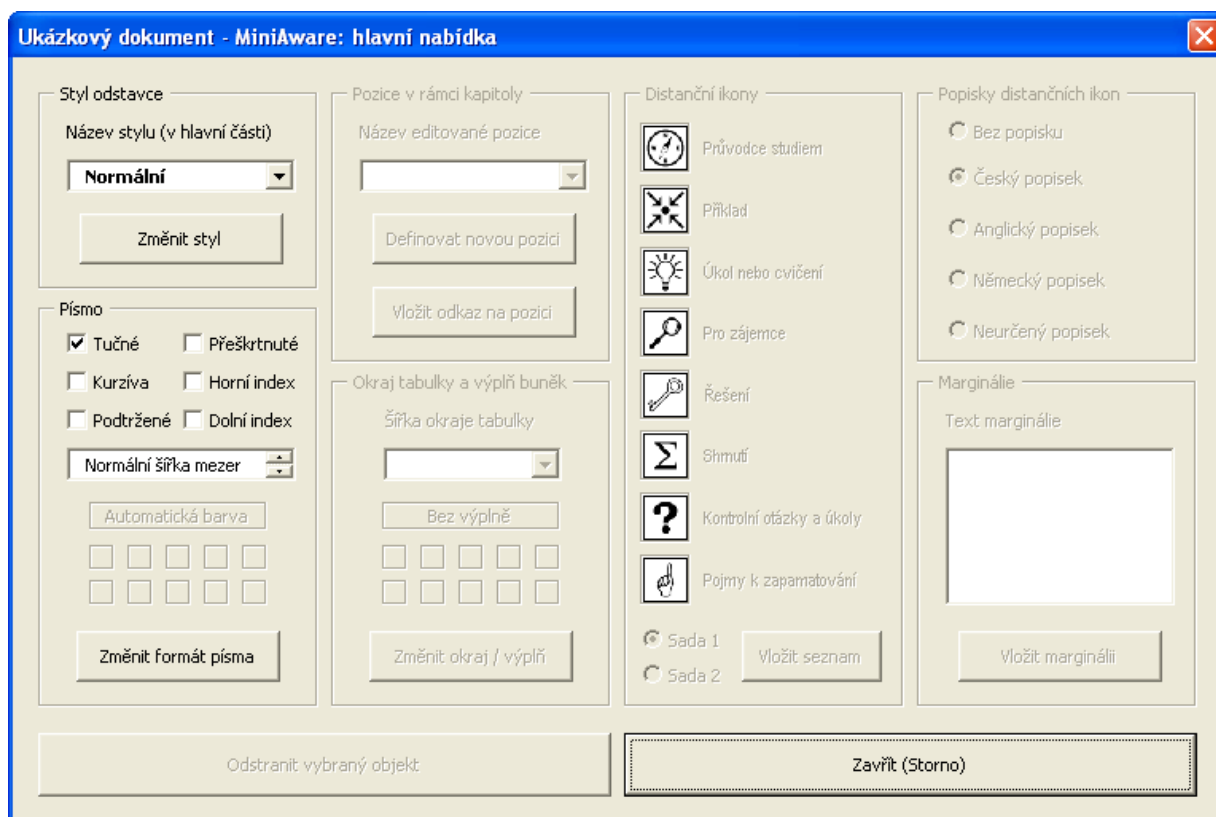 Ukázkový dokument - MiniAware: hlavní nabídka
Styl odstavce
Název stylu (v hlavní části)
Normální
Změnit styl
Písmo
Tučné
Přeškrtnuté
Kurzíva
Horní index
Podtržené
Dolní index
Normální šířka mezer
Automatická barva
Změnit formát písma
Pozice v rámci kapitoly
Název editované pozice
Definovat novou pozici
Vložit odkaz na pozici
Okraj tabulky a výplň buněk
Šířka okraje tabulky
Bez výplně
Změnit okraj / výplň
Distanční ikony
Průvodce studiem
Příklad
Úkol nebo cvičení
Pro zájemce
Řešení
Σ
Shrnutí
?
Kontrolní otázky a úkoly
Pojmy k zapamatování
Sada 1
Sada 2
Vložit seznam
Popisky distančních ikon
Bez popisku
Český popisek
Anglický popisek
Německý popisek
Neurčený popisek
Marginálie
Text marginálie
Vložit marginálii
Odstranit vybraný objekt
Zavřít (Storno)